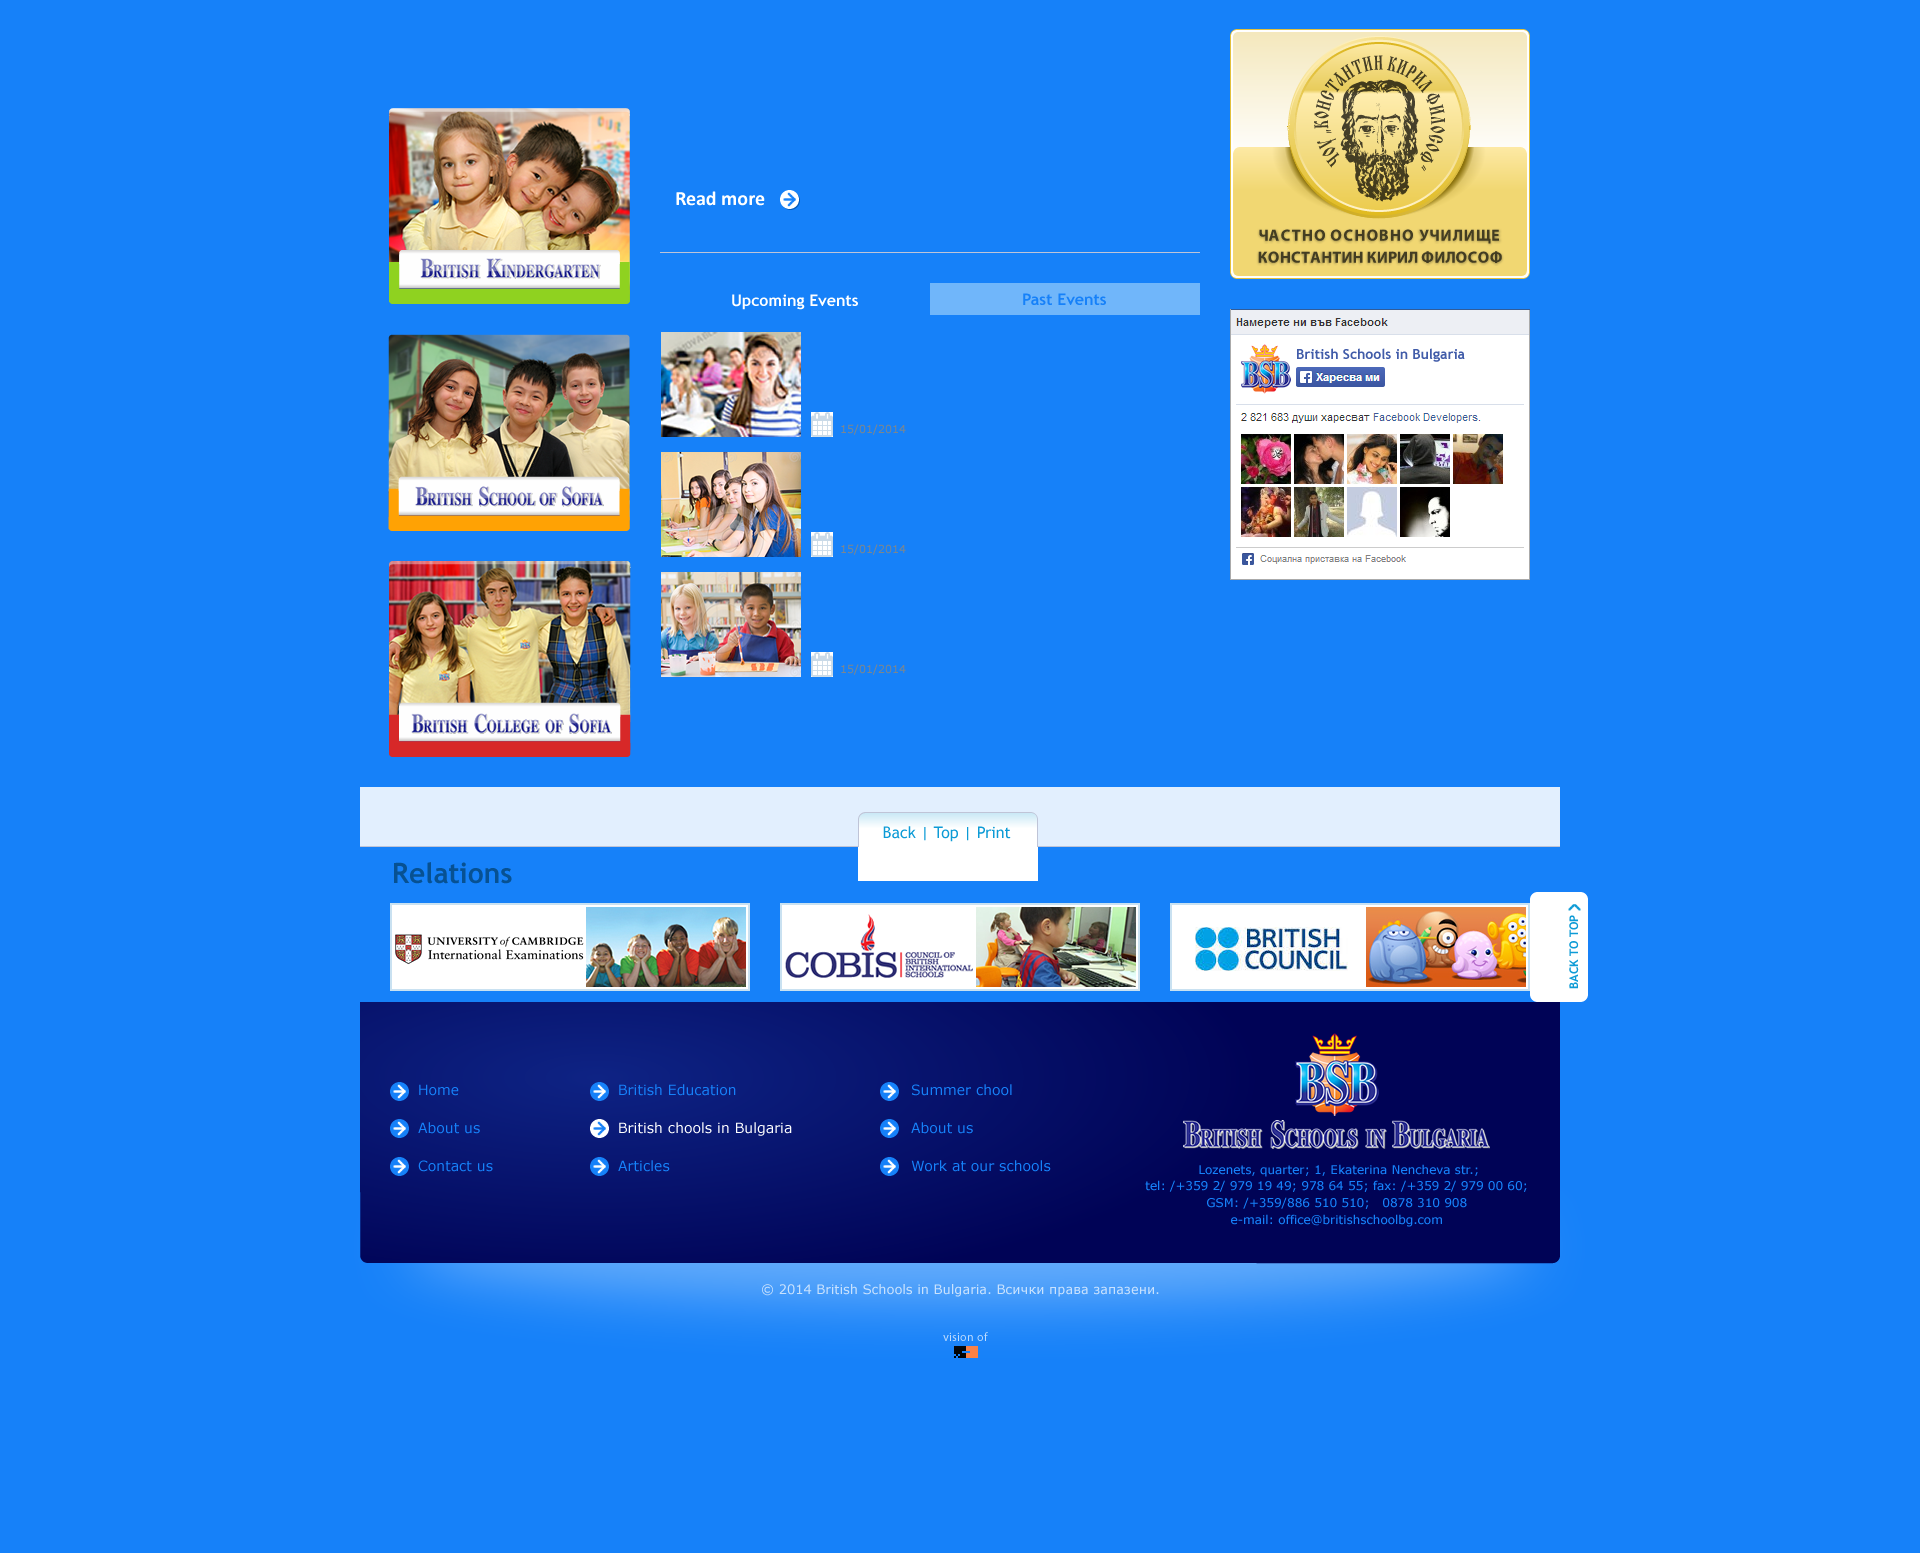 ЧОУ „КОНСТАНТИН КИРИЛ ФИЛОСОФ“
ЧАСТНО ОСНОВНО УЧИЛИЩЕ
КОНСТАНТИН КИРИЛ ФИЛОСОФ
BRITISH KINDERGARTEN
Read more
Upcoming Events
Past Events
Намерете ни във Facebook
BSB
British Schools in Bulgaria
Харесва ми
2 821 683 души харесват Facebook Developers.
Социална приставка на Facebook
15/01/2014
BRITISH SCHOOL OF SOFIA
15/01/2014
15/01/2014
BRITISH COLLEGE OF SOFIA
Back | Top | Print
Relations
UNIVERSITY of CAMBRIDGE
International Examinations
COBIS
COUNCIL OF
BRITISH
INTERNATIONAL
SCHOOLS
BRITISH
COUNCIL
BACK TO TOP
Home
About us
Contact us
British Education
British chools in Bulgaria
Articles
Summer chool
About us
Work at our schools
BSB
BRITISH SCHOOLS IN BULGARIA
Lozenets, quarter; 1, Ekaterina Nencheva str.;
tel: /+359 2/ 979 19 49; 978 64 55; fax: /+359 2/ 979 00 60;
GSM: /+359/886 510 510; 0878 310 908
e-mail: office@britishschoolbg.com
© 2014 British Schools in Bulgaria. Всички права запазени.
vision of